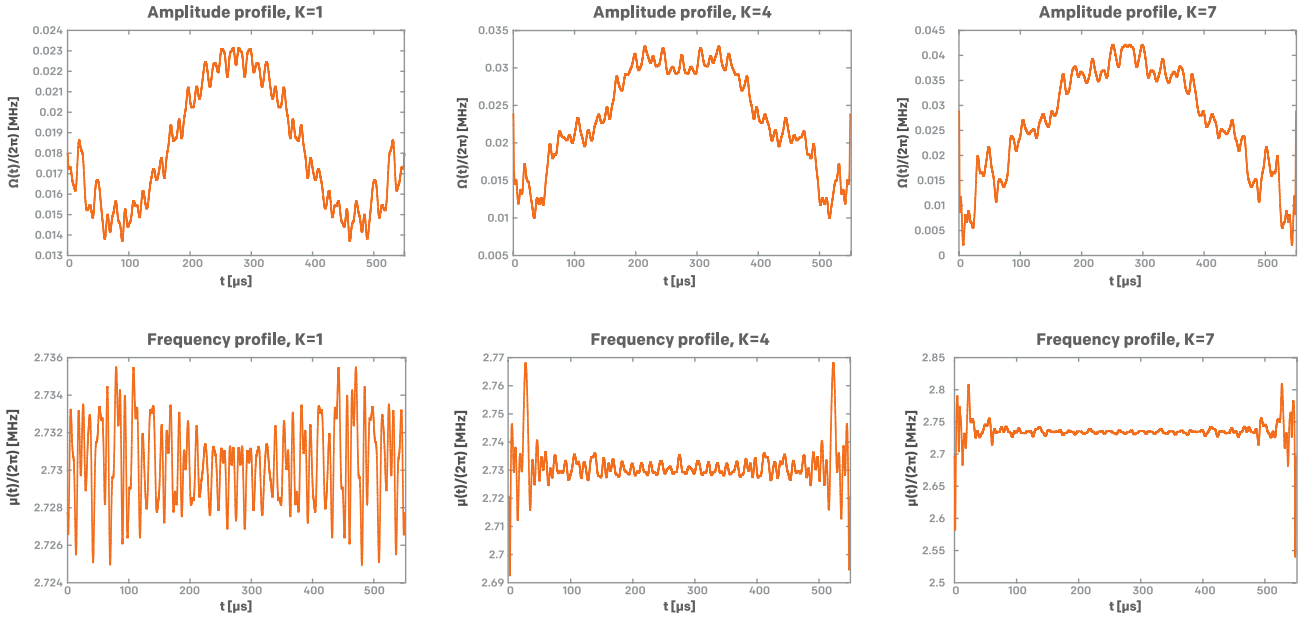 Amplitude profile, K=1
Ω(t)/(2π) [MHz]
0.024
0.023
0.022
0.021
0.02
0.019
0.018
0.017
0.016
0.015
0.014
0.013
0 100 200 300 400 500
t [µs]
Amplitude profile, K=4
Ω(t)/(2π) [MHz]
0.035
0.03
0.025
0.02
0.015
0.01
0.005
0 100 200 300 400 500
t [µs]
Amplitude profile, K=7
Ω(t)/(2π) [MHz]
0.045
0.04
0.035
0.03
0.025
0.02
0.015
0.01
0.005
0
0 100 200 300 400 500
t [µs]
Frequency profile, K=1
µ(t)/(2π) [MHz]
2.736
2.734
2.732
2.73
2.728
2.726
2.724
0 100 200 300 400 500
t [µs]
Frequency profile, K=4
µ(t)/(2π) [MHz]
2.77
2.76
2.75
2.74
2.73
2.72
2.71
2.7
2.69
0 100 200 300 400 500
t [µs]
Frequency profile, K=7
µ(t)/(2π) [MHz]
2.85
2.8
2.75
2.7
2.65
2.6
2.55
2.5
0 100 200 300 400 500
t [µs]